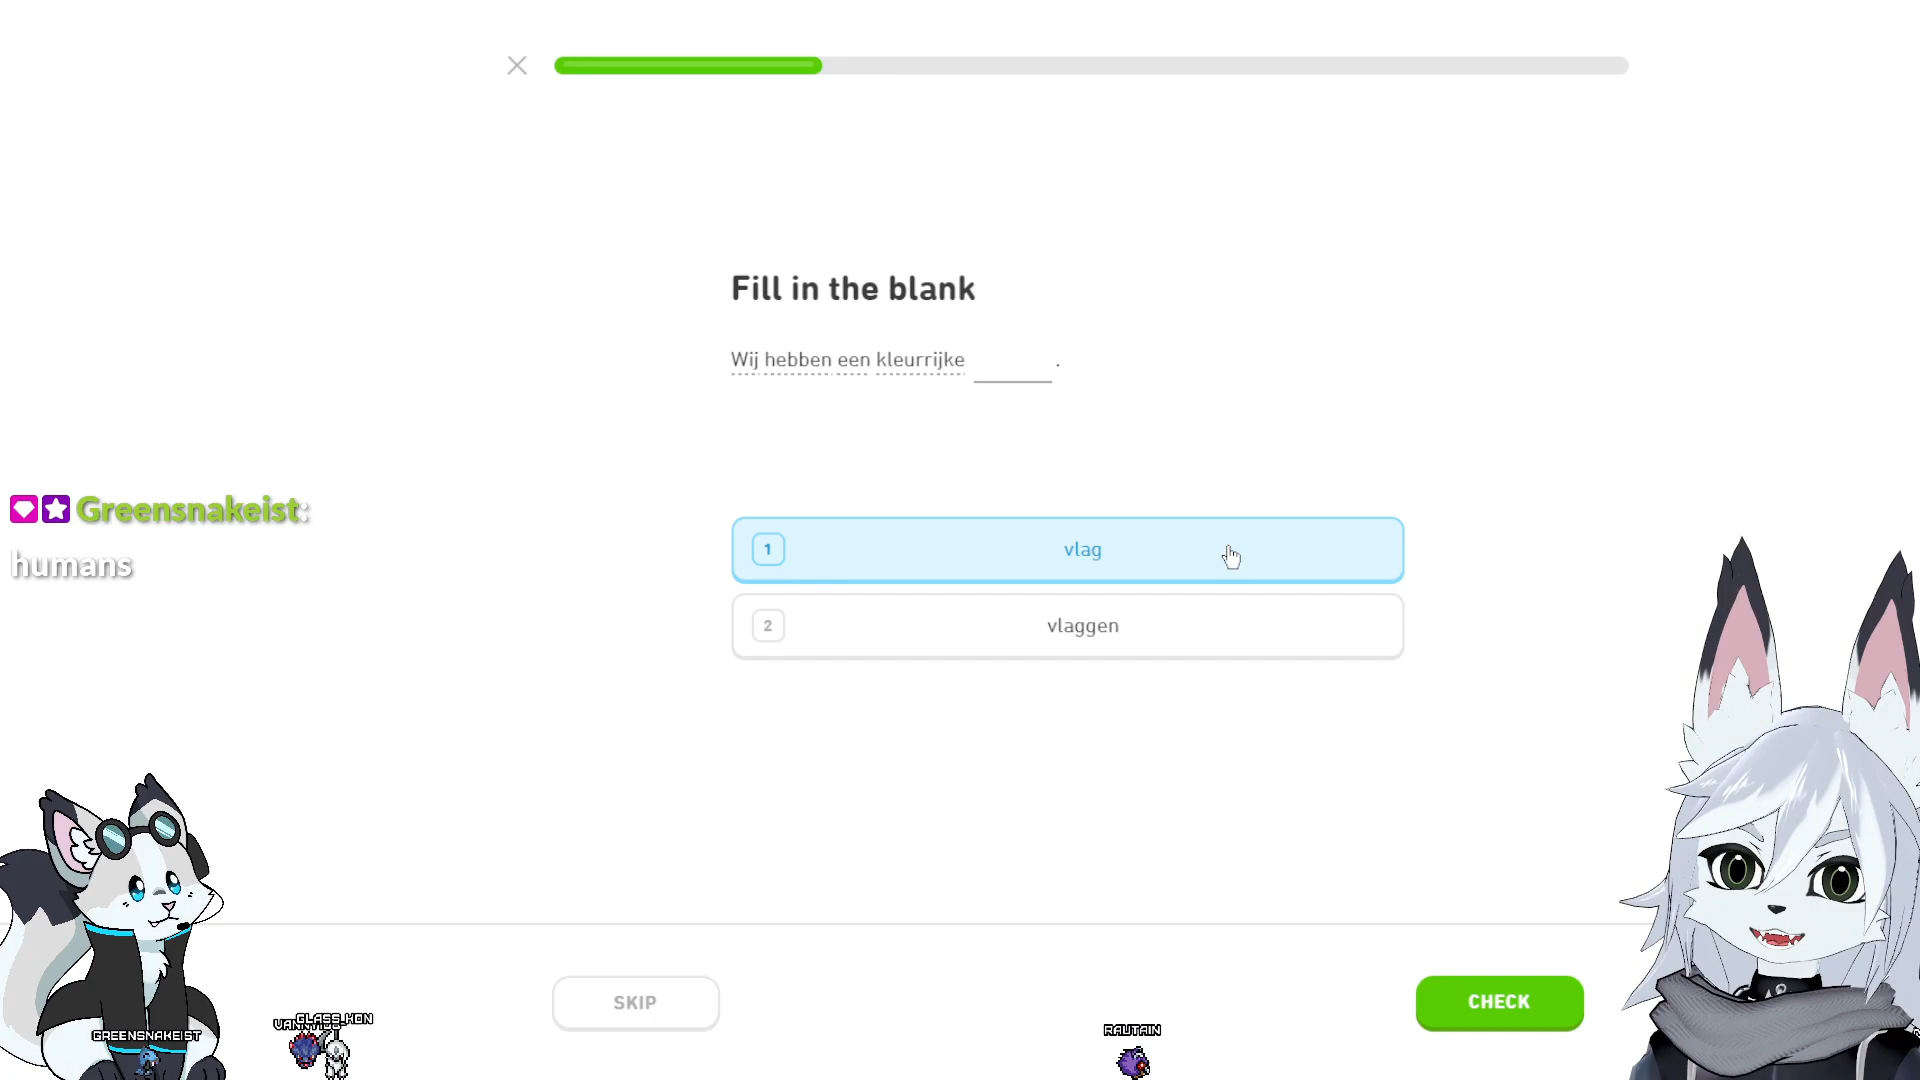 Fill in the blank
Wij hebben een kleurrijke ______ .
Greensnakeist:
humans
1 vlag
2 vlaggen
SKIP
CHECK
GLASS_KON
GREENSNAKEIST
RAUTAIN